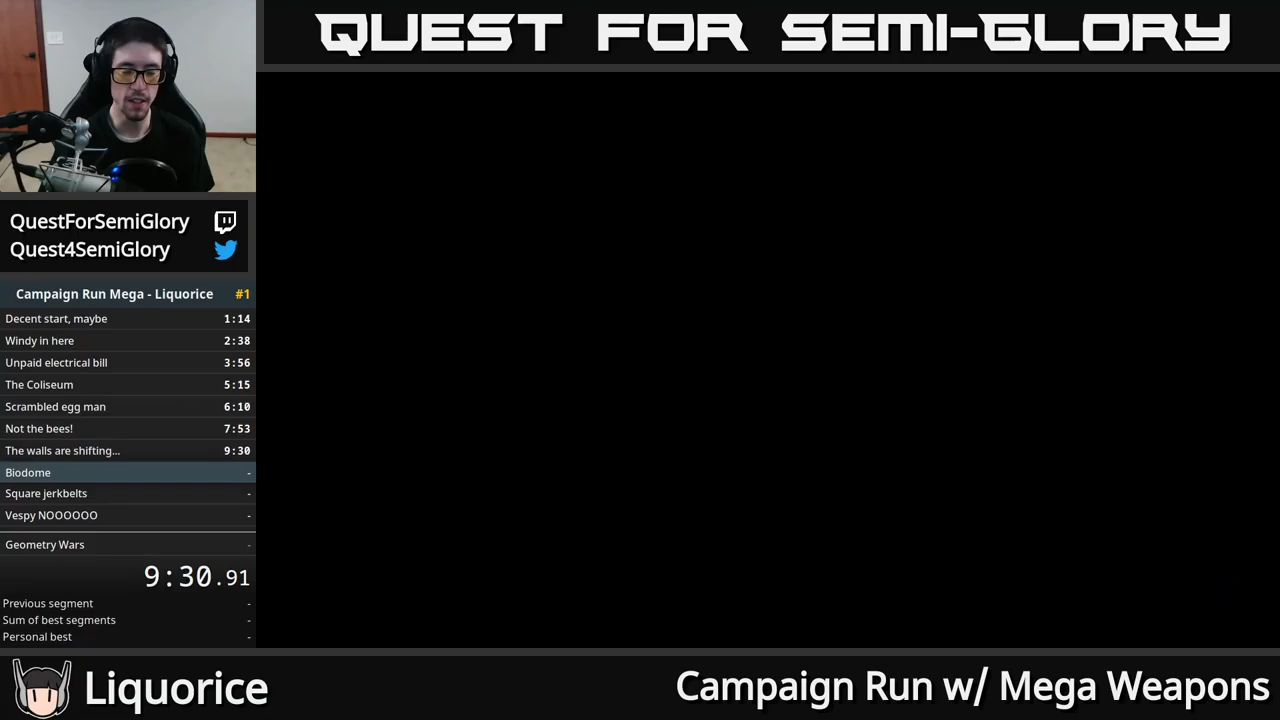 QUEST FOR SEMI-GLORY
QuestForSemiGlory
Quest4SemiGlory
Campaign Run Mega - Liquorice #1
Decent start, maybe 1:14
Windy in here 2:38
Unpaid electrical bill 3:56
The Coliseum 5:15
Scrambled egg man 6:10
Not the bees! 7:53
The walls are shifting... 9:30
Biodome -
Square jerkbelts -
Vespy NOOOOOO -
Geometry Wars -
9:30.91
Previous segment -
Sum of best segments -
Personal best -
Liquorice
Campaign Run w/ Mega Weapons